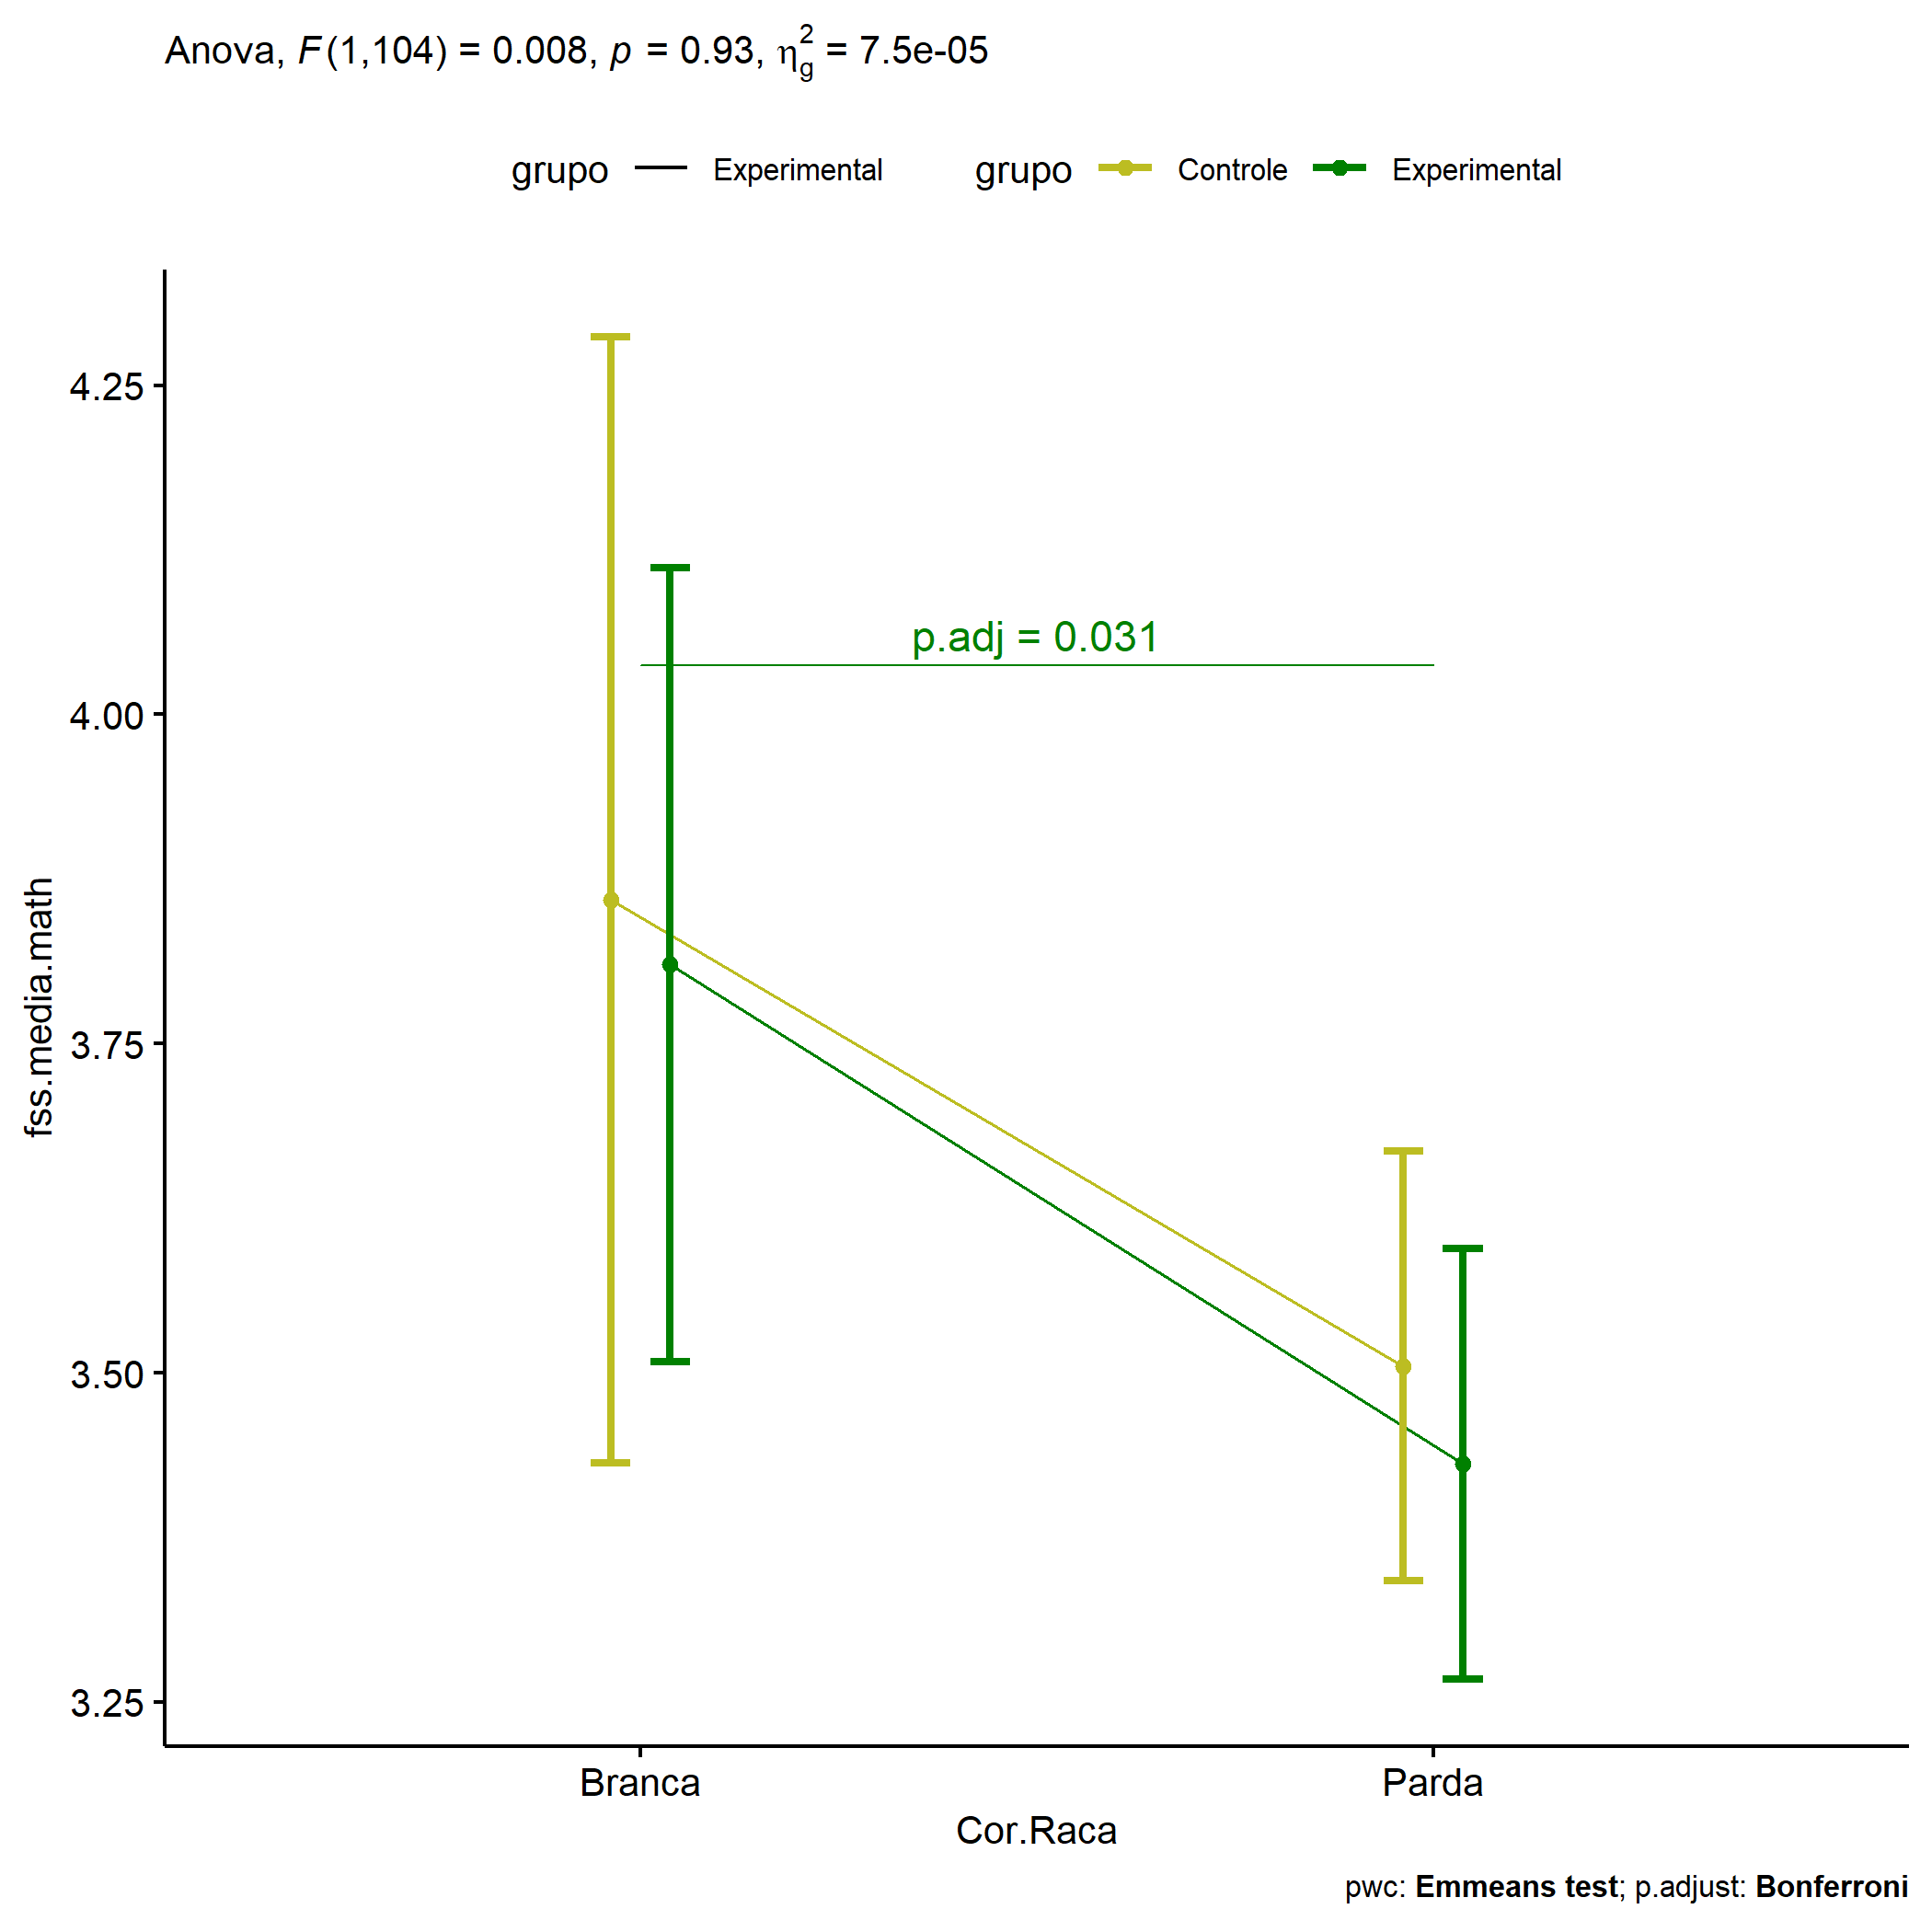 Anova, F(1,104) = 0.008, p = 0.93, η²g = 7.5e-05
grupo Experimental grupo Controle Experimental
4.25
4.00
3.75
3.50
3.25
fss.media.math
p.adj = 0.031
Branca Parda
Cor.Raca
pwc: Emmeans test; p.adjust: Bonferroni